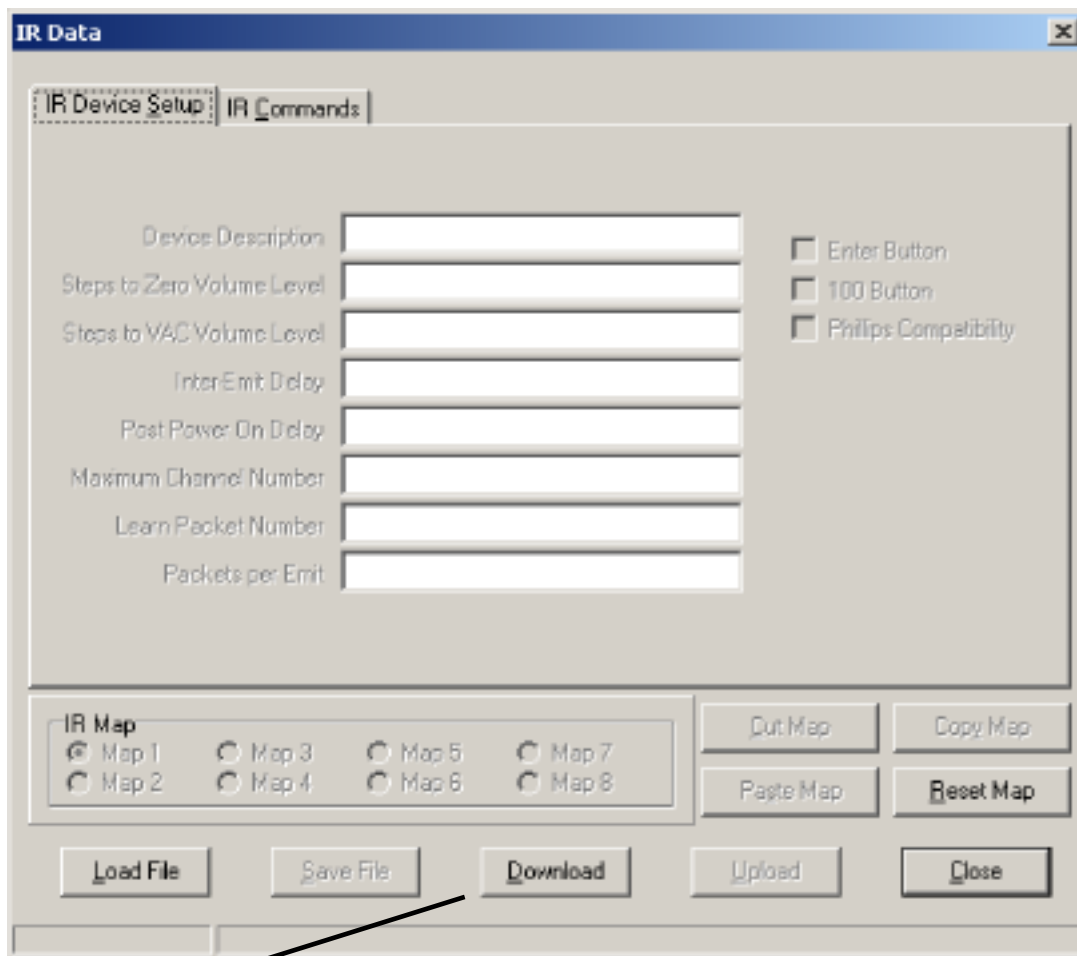 IR Data
IR Device Setup IR Commands
Device Description
Steps to Zero Volume Level
Steps to VAC Volume Level
Inter-Emit Delay
Post Power On Delay
Maximum Channel Number
Learn Packet Number
Packets per Emit
Enter Button
100 Button
Phillips Compatibility
IR Map
Map 1 Map 3 Map 5 Map 7
Map 2 Map 4 Map 6 Map 8
Cut Map Copy Map
Paste Map Reset Map
Load File Save File Download Upload Close